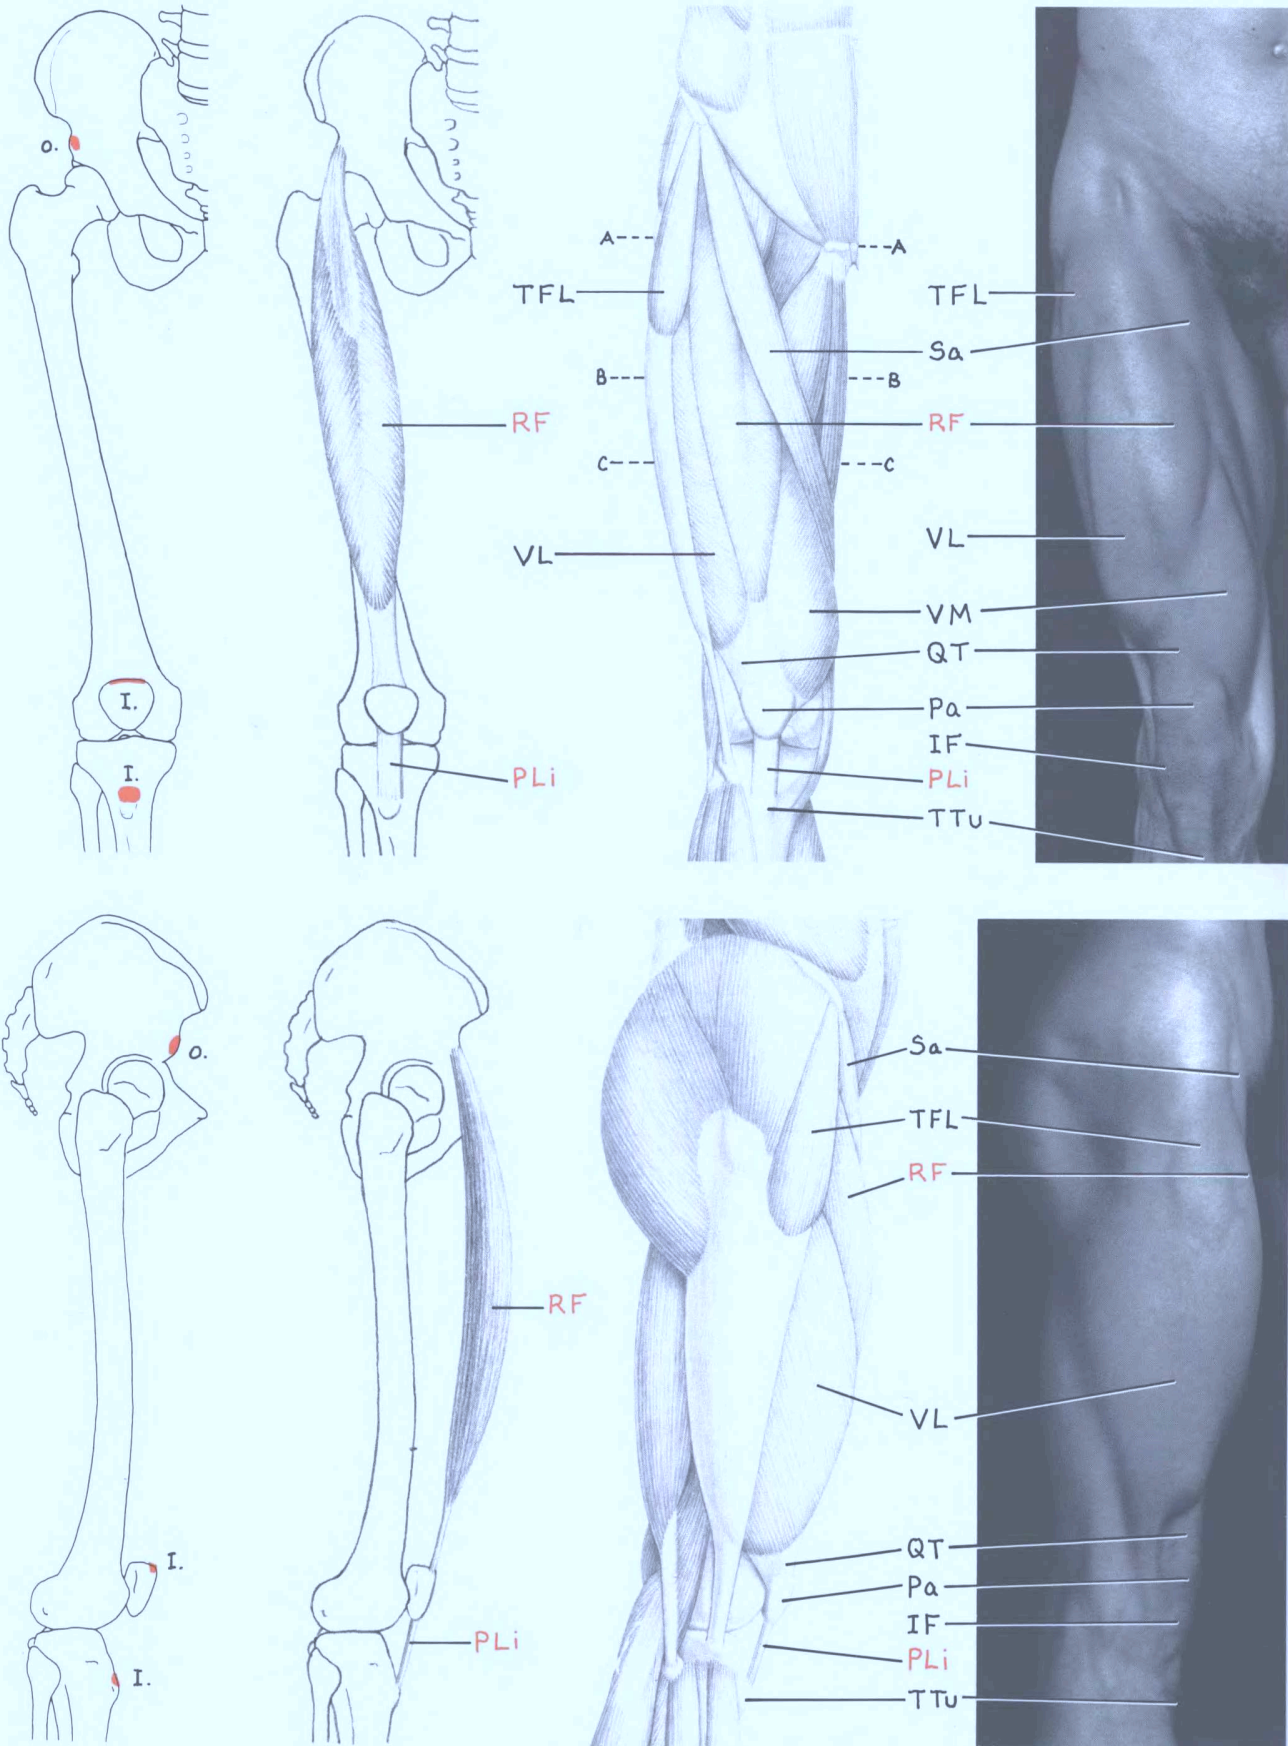 O.
A A
TFL TFL
Sa
B B
RF RF
C C
VL VL
VM
QT
I. Pa
IF
I. PLi PLi
TTu
O. Sa
TFL
RF
RF
VL
QT
I. Pa
IF
PLi PLi
I.
TTu